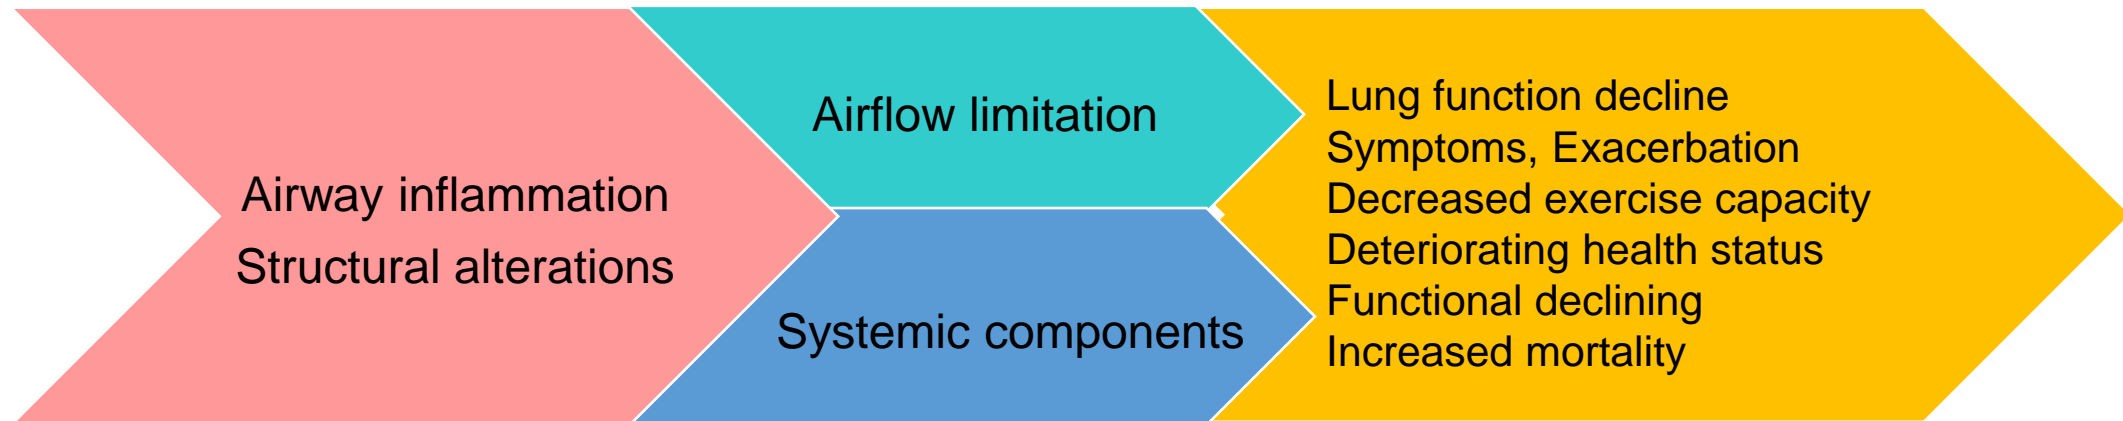 Airway inflammation
Structural alterations
Airflow limitation
Systemic components
Lung function decline
Symptoms, Exacerbation
Decreased exercise capacity
Deteriorating health status
Functional declining
Increased mortality